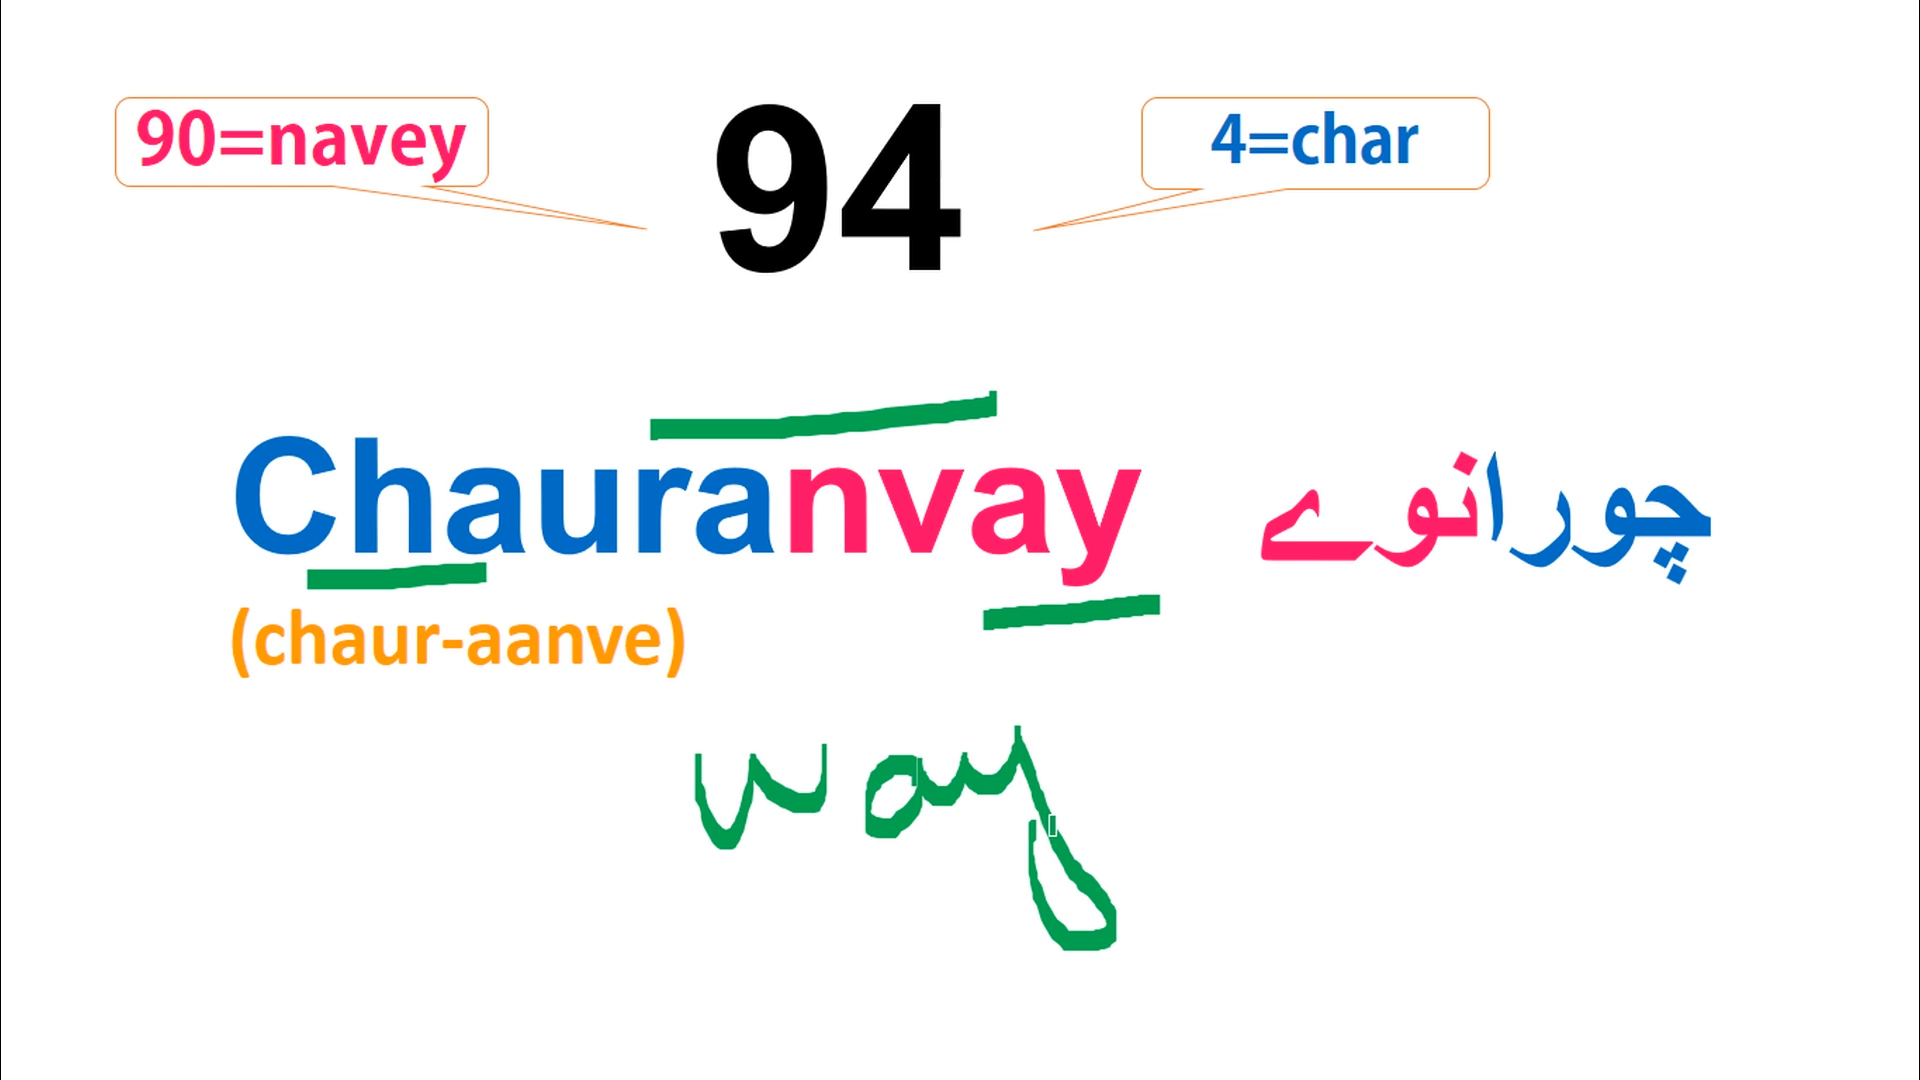 90=navey
94
4=char
Chauranvay
چورانوے
(chaur-aanve)
way